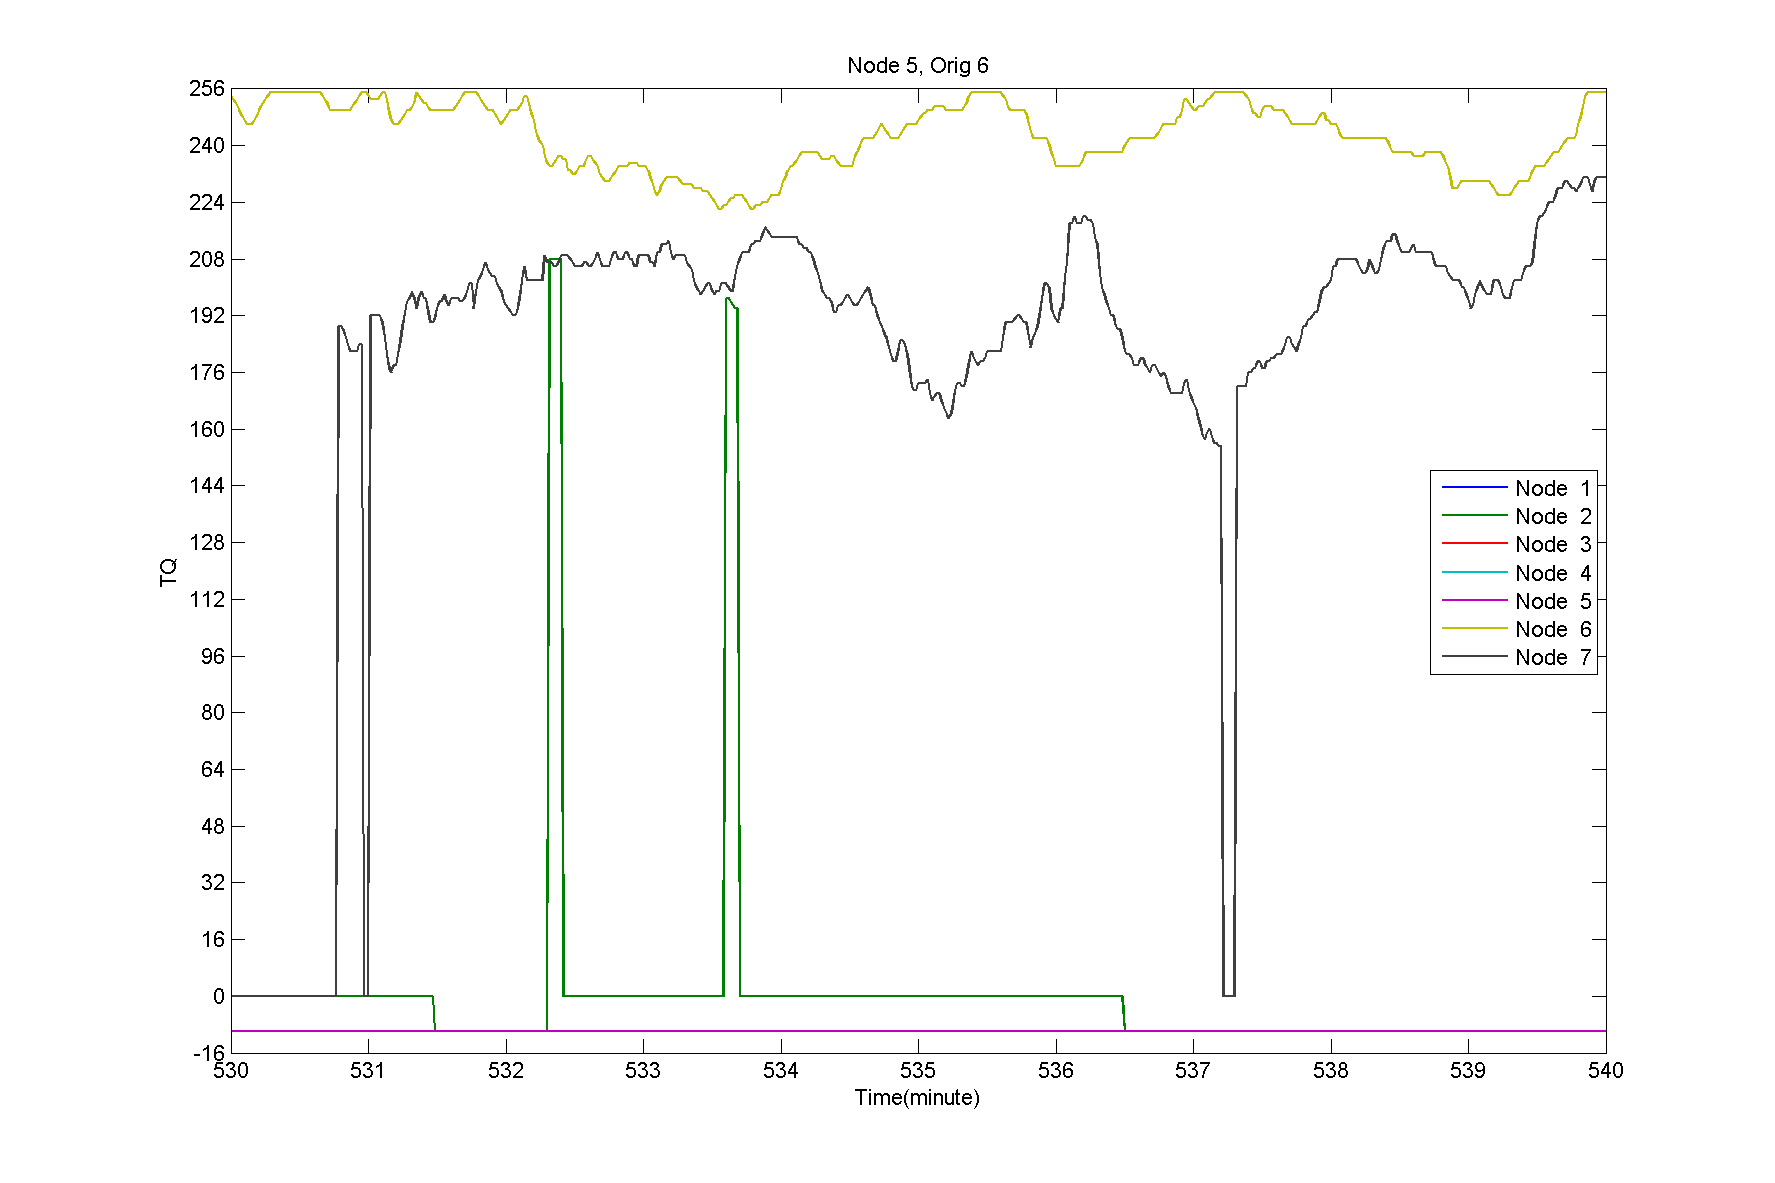 Node 5, Orig 6
256
240
224
208
192
176
160
144
128
112
96
80
64
48
32
16
0
-16
TQ
530 531 532 533 534 535 536 537 538 539 540
Time(minute)
Node 1
Node 2
Node 3
Node 4
Node 5
Node 6
Node 7